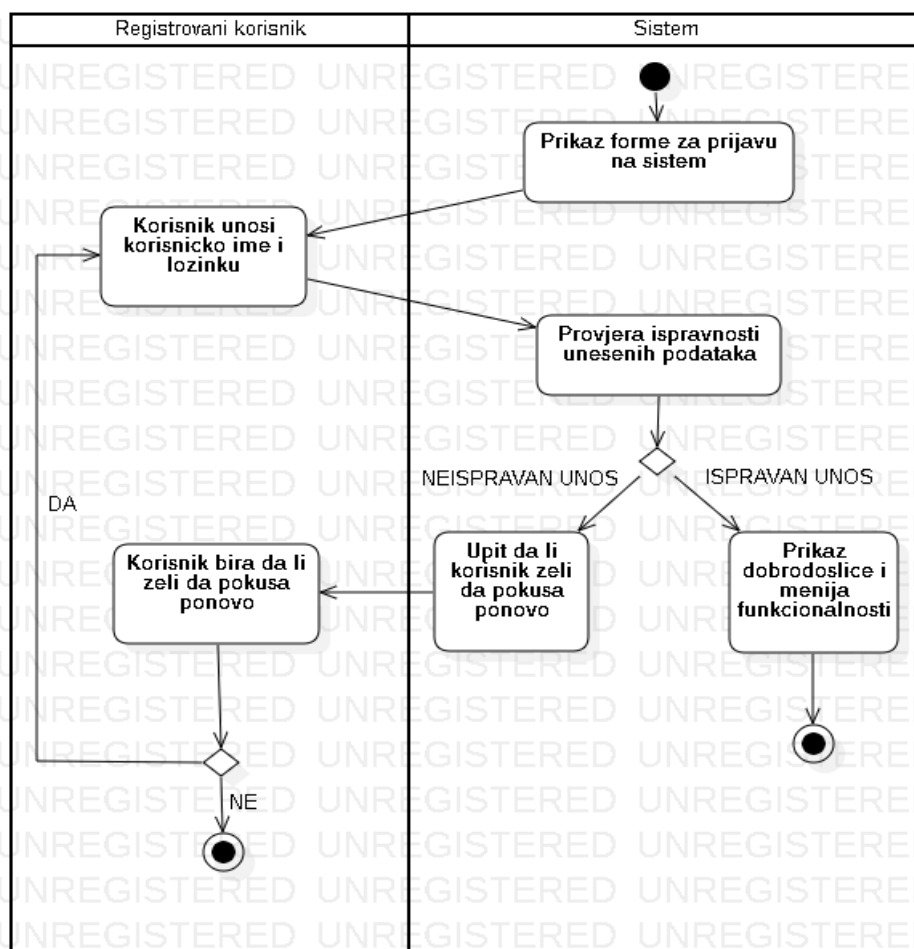 Registrovani korisnik
Sistem
Prikaz forme za prijavu
na sistem
Korisnik unosi
korisnicko ime i
lozinku
Provjera ispravnosti
unesenih podataka
NEISPRAVAN UNOS
ISPRAVAN UNOS
DA
Korisnik bira da li
zeli da pokusa
ponovo
Upit da li
korisnik zeli
da pokusa
ponovo
Prikaz
dobrodoslice i
menija
funkcionalnosti
NE
UNREGISTERED UNREGISTERED UNREGISTERED